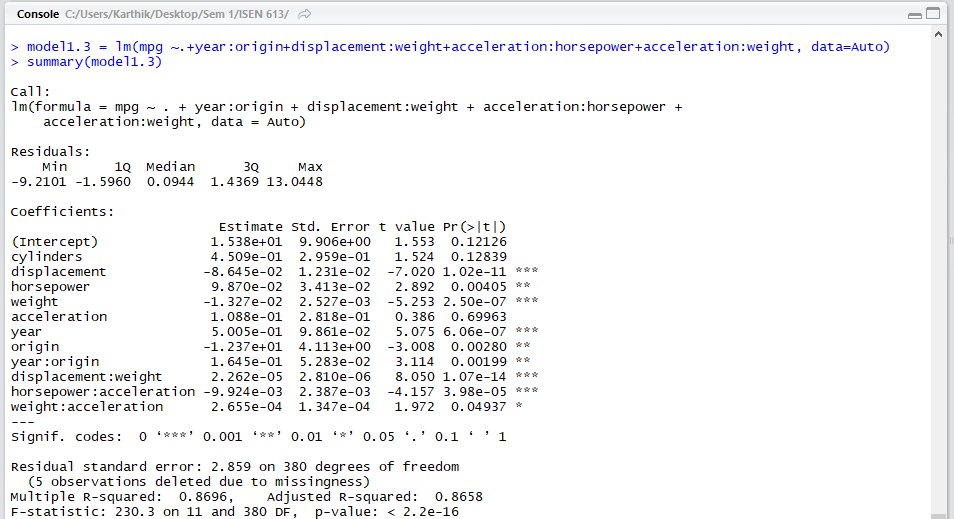 Console C:/Users/Karthik/Desktop/Sem 1/ISEN 613/
> model1.3 = lm(mpg ~.+year:origin+displacement:weight+acceleration:horsepower+acceleration:weight, data=Auto)
> summary(model1.3)
Call:
lm(formula = mpg ~ . + year:origin + displacement:weight + acceleration:horsepower +
    acceleration:weight, data = Auto)
Residuals:
    Min      1Q  Median      3Q     Max
-9.2101 -1.5960  0.0944  1.4369 13.0448
Coefficients:
                          Estimate Std. Error t value Pr(>|t|)
(Intercept)              1.538e+01  9.906e+00   1.553  0.12126
cylinders                4.509e-01  2.959e-01   1.524  0.12839
displacement            -8.645e-02  1.231e-02  -7.020 1.02e-11 ***
horsepower               9.870e-02  3.413e-02   2.892  0.00405 **
weight                  -1.327e-02  2.527e-03  -5.253 2.50e-07 ***
acceleration             1.088e-01  2.818e-01   0.386  0.69963
year                     5.005e-01  9.861e-02   5.075 6.06e-07 ***
origin                  -1.237e+01  4.113e+00  -3.008  0.00280 **
year:origin              1.645e-01  5.283e-02   3.114  0.00199 **
displacement:weight      2.262e-05  2.810e-06   8.050 1.07e-14 ***
horsepower:acceleration -9.924e-03  2.387e-03  -4.157 3.98e-05 ***
weight:acceleration      2.655e-04  1.347e-04   1.972  0.04937 *
---
Signif. codes:  0 ‘***’ 0.001 ‘**’ 0.01 ‘*’ 0.05 ‘.’ 0.1 ‘ ’ 1
Residual standard error: 2.859 on 380 degrees of freedom
  (5 observations deleted due to missingness)
Multiple R-squared:  0.8696,    Adjusted R-squared:  0.8658
F-statistic: 230.3 on 11 and 380 DF,  p-value: < 2.2e-16